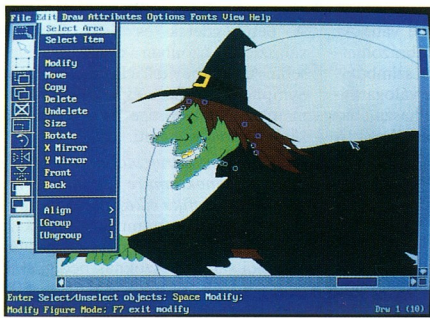 File Edit Draw Attributes Options Fonts View Help
Select Area
Select Item
Modify
Move
Copy
Delete
Undelete
Size
Rotate
X Mirror
Y Mirror
Front
Back
Align >
[Group ]
[Ungroup ]
Enter Select/Unselect objects; Space Modify;
Modify Figure Mode; F7 exit modify Drw 1 (10)